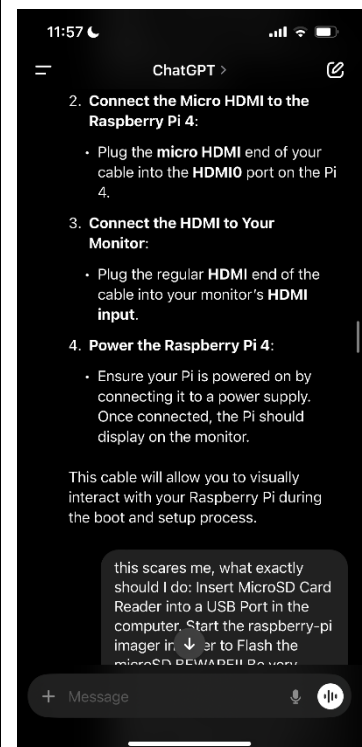 11:57
ChatGPT >
2. Connect the Micro HDMI to the
Raspberry Pi 4:
• Plug the micro HDMI end of your
cable into the HDMI0 port on the Pi
4.
3. Connect the HDMI to Your
Monitor:
• Plug the regular HDMI end of the
cable into your monitor's HDMI
input.
4. Power the Raspberry Pi 4:
• Ensure your Pi is powered on by
connecting it to a power supply.
Once connected, the Pi should
display on the monitor.
This cable will allow you to visually
interact with your Raspberry Pi during
the boot and setup process.
this scares me, what exactly
should I do: Insert MicroSD Card
Reader into a USB Port in the
computer. Start the raspberry-pi
imager er to Flash the
microSD BEWARE!! Be very
+ Message